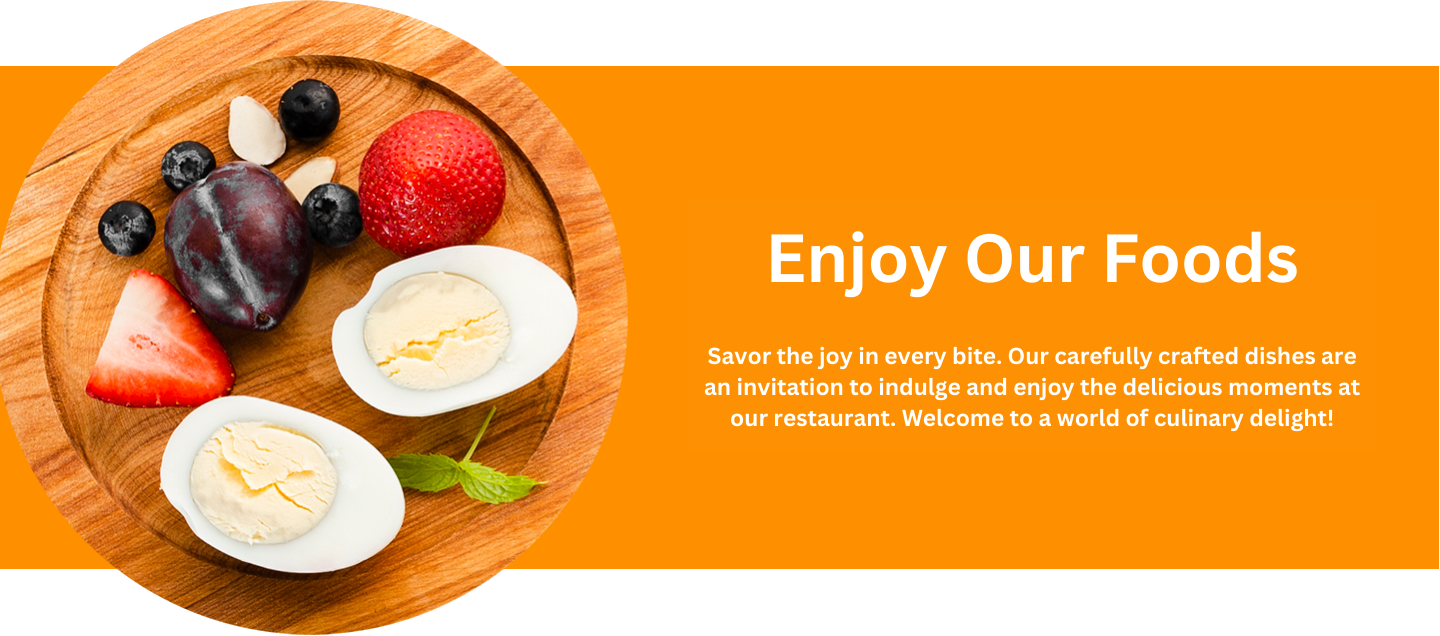 Enjoy Our Foods
Savor the joy in every bite. Our carefully crafted dishes are
an invitation to indulge and enjoy the delicious moments at
our restaurant. Welcome to a world of culinary delight!